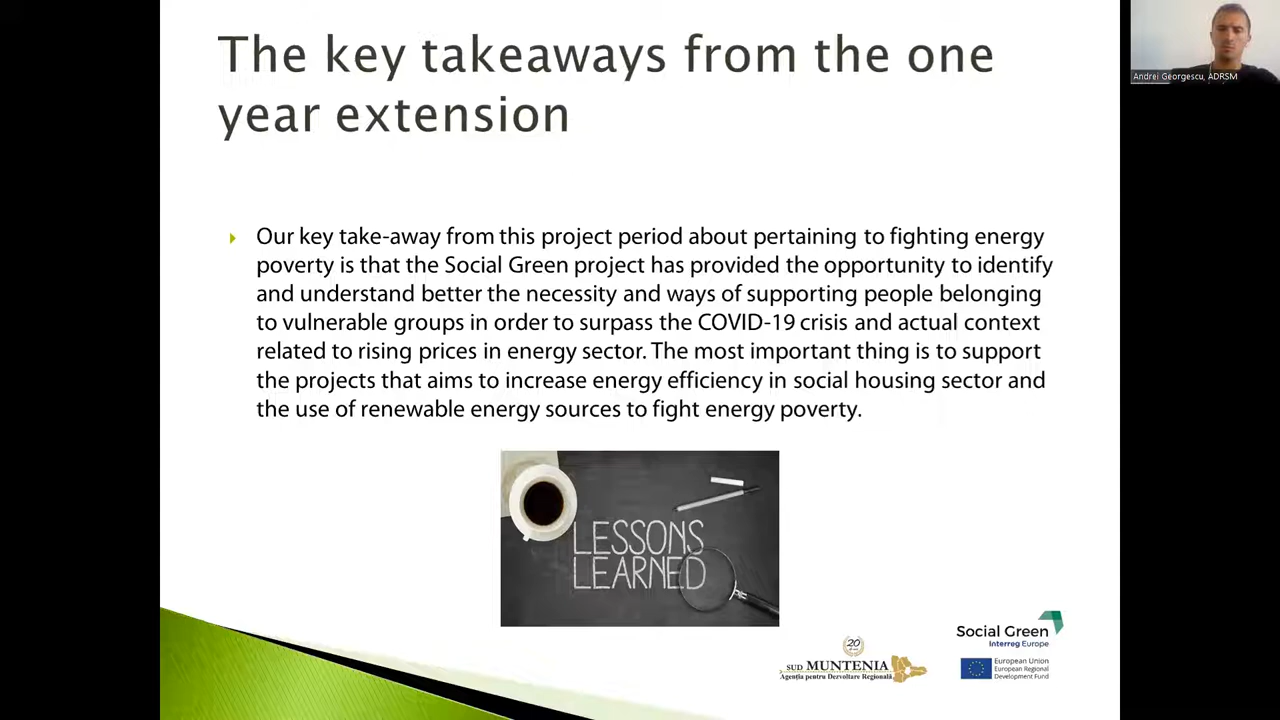 The key takeaways from the one
year extension
Andrei Georgescu, ADRSM
Our key take-away from this project period about pertaining to fighting energy
poverty is that the Social Green project has provided the opportunity to identify
and understand better the necessity and ways of supporting people belonging
to vulnerable groups in order to surpass the COVID-19 crisis and actual context
related to rising prices in energy sector. The most important thing is to support
the projects that aims to increase energy efficiency in social housing sector and
the use of renewable energy sources to fight energy poverty.
LESSONS
LEARNED
20
SUD MUNTENIA
Agenția pentru Dezvoltare Regională
Social Green
Interreg Europe
European Union
European Regional
Development Fund